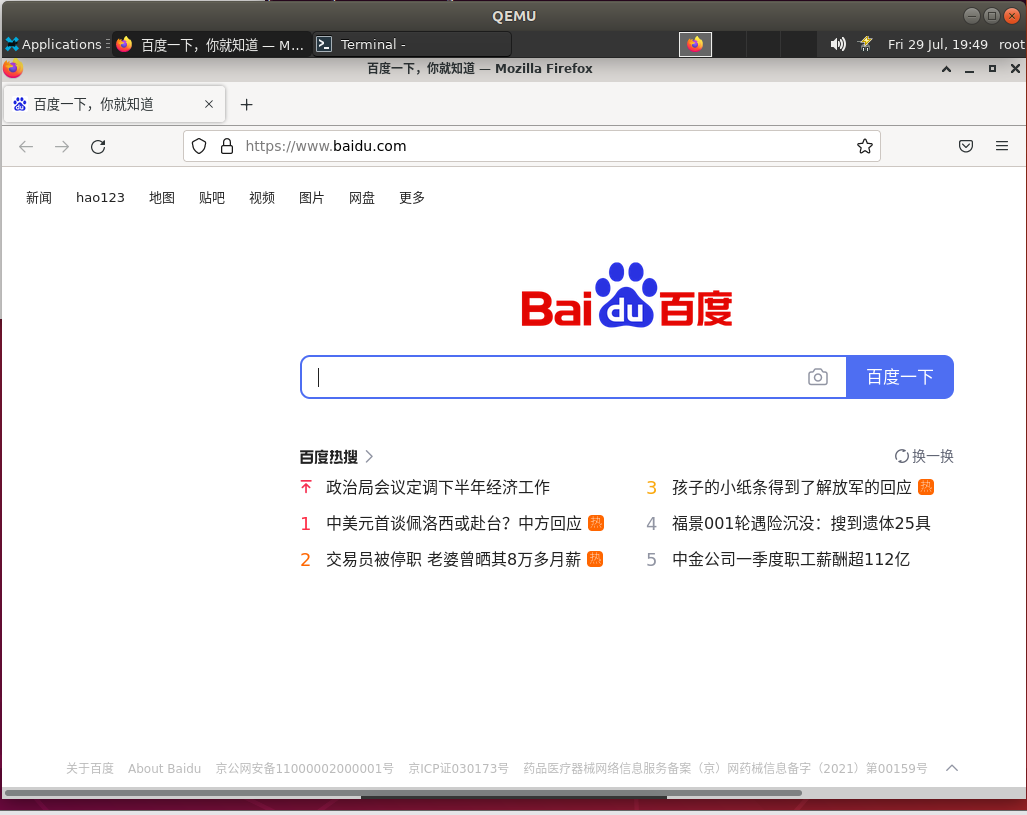 QEMU
Applications 百度一下，你就知道 — M... Terminal - Fri 29 Jul, 19:49 root
百度一下，你就知道 — Mozilla Firefox
百度一下，你就知道
https://www.baidu.com
新闻 hao123 地图 贴吧 视频 图片 网盘 更多
Bai du 百度
百度一下
百度热搜 换一换
政治局会议定调下半年经济工作
1 中美元首谈佩洛西或赴台？中方回应 热
2 交易员被停职 老婆曾晒其8万多月薪 热
3 孩子的小纸条得到了解放军的回应 热
4 福景001轮遇险沉没：搜到遗体25具
5 中金公司一季度职工薪酬超112亿
关于百度 About Baidu 京公网安备11000002000001号 京ICP证030173号 药品医疗器械网络信息服务备案（京）网药械信息备字（2021）第00159号